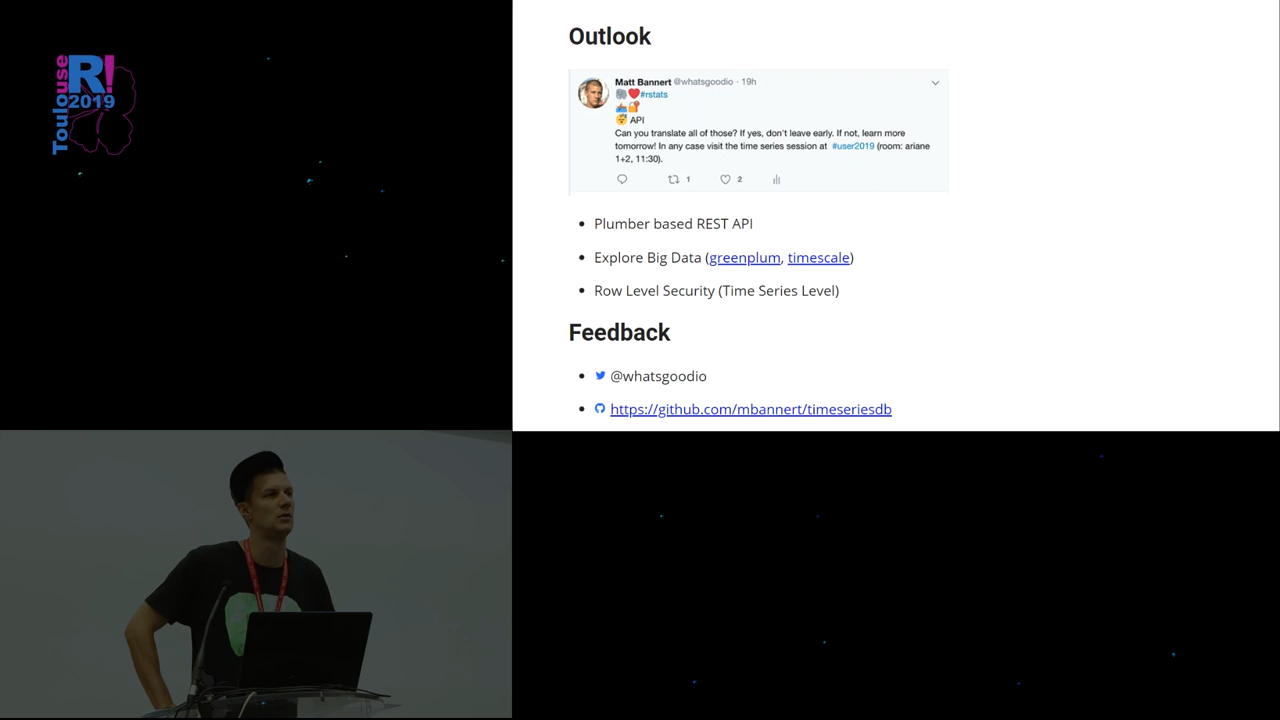 Toulouse
R!
2019
Outlook
Matt Bannert @whatsgoodio · 19h
#rstats
API
Can you translate all of those? If yes, don't leave early. If not, learn more
tomorrow! In any case visit the time series session at #user2019 (room: ariane
1+2, 11:30).
1 2
• Plumber based REST API
• Explore Big Data (greenplum, timescale)
• Row Level Security (Time Series Level)
Feedback
• @whatsgoodio
• https://github.com/mbannert/timeseriesdb